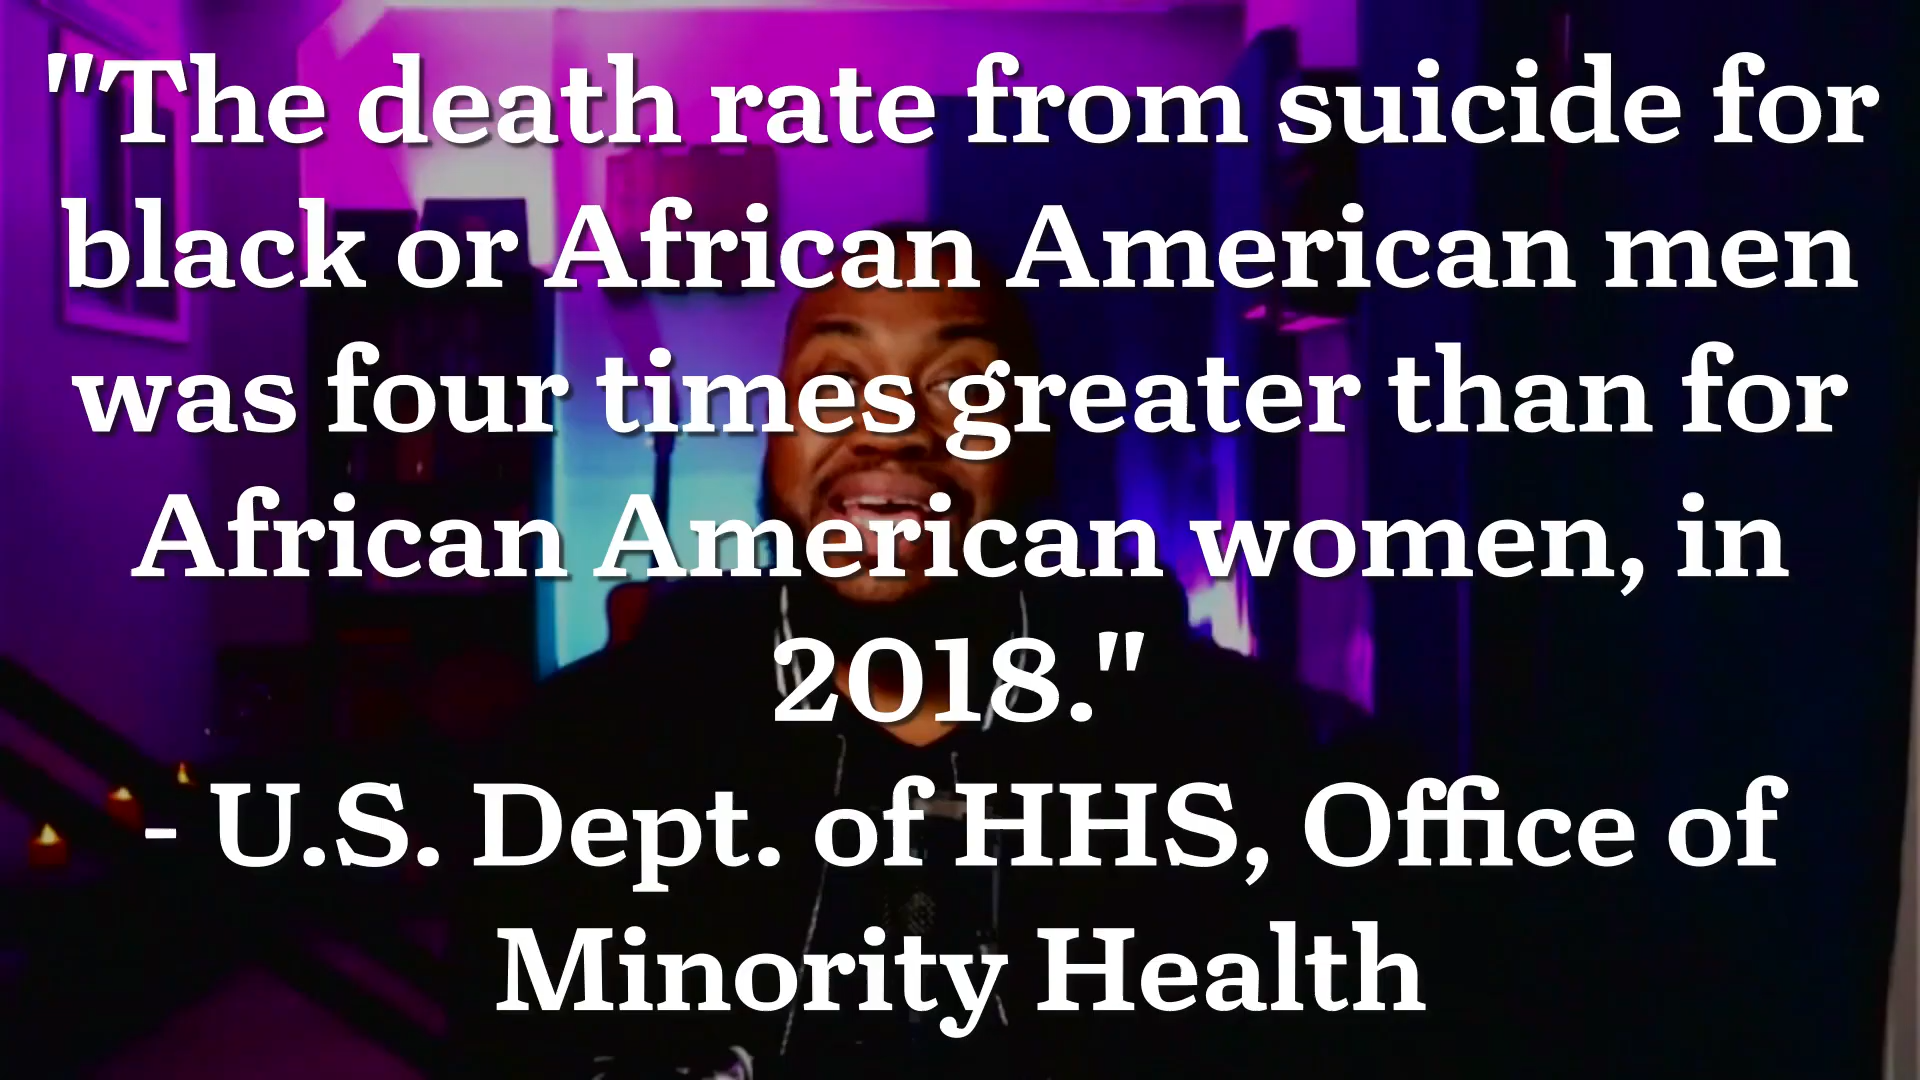 "The death rate from suicide for
black or African American men
was four times greater than for
African American women, in
2018."
- U.S. Dept. of HHS, Office of
Minority Health